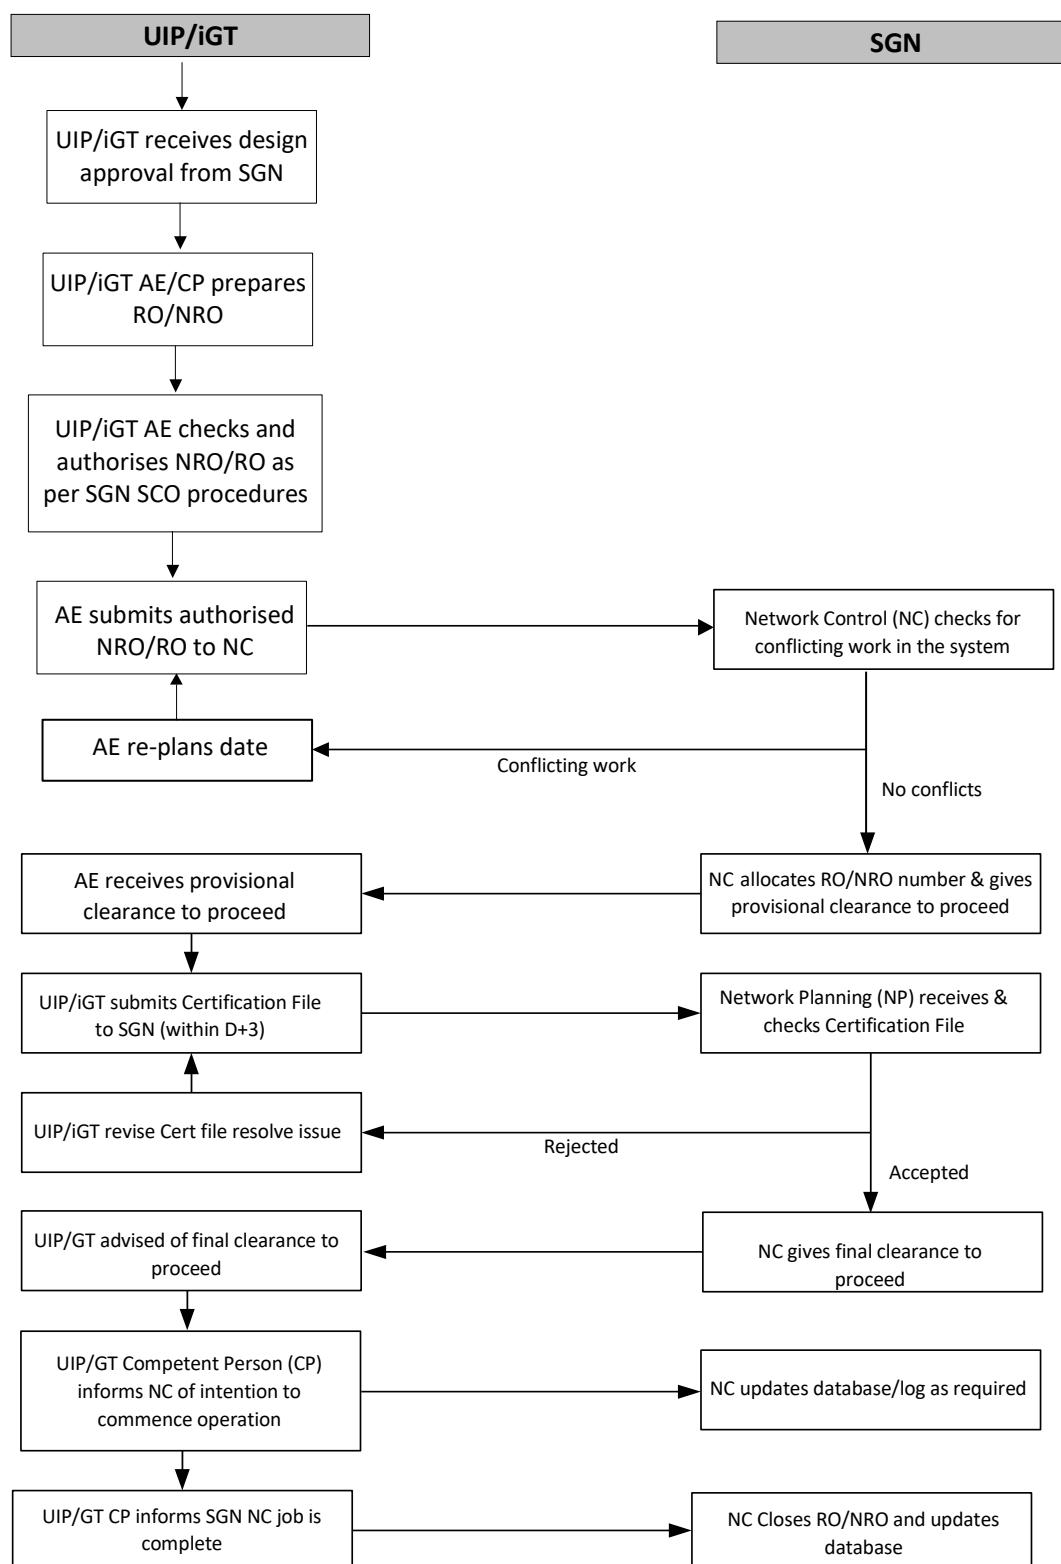 UIP/iGT
SGN
UIP/iGT receives design
approval from SGN
UIP/iGT AE/CP prepares
RO/NRO
UIP/iGT AE checks and
authorises NRO/RO as
per SGN SCO procedures
AE submits authorised
NRO/RO to NC
Network Control (NC) checks for
conflicting work in the system
AE re-plans date
Conflicting work
No conflicts
AE receives provisional
clearance to proceed
NC allocates RO/NRO number & gives
provisional clearance to proceed
UIP/iGT submits Certification File
to SGN (within D+3)
Network Planning (NP) receives &
checks Certification File
UIP/iGT revise Cert file resolve issue
Rejected
Accepted
UIP/GT advised of final clearance to
proceed
NC gives final clearance to
proceed
UIP/GT Competent Person (CP)
informs NC of intention to
commence operation
NC updates database/log as required
UIP/GT CP informs SGN NC job is
complete
NC Closes RO/NRO and updates
database